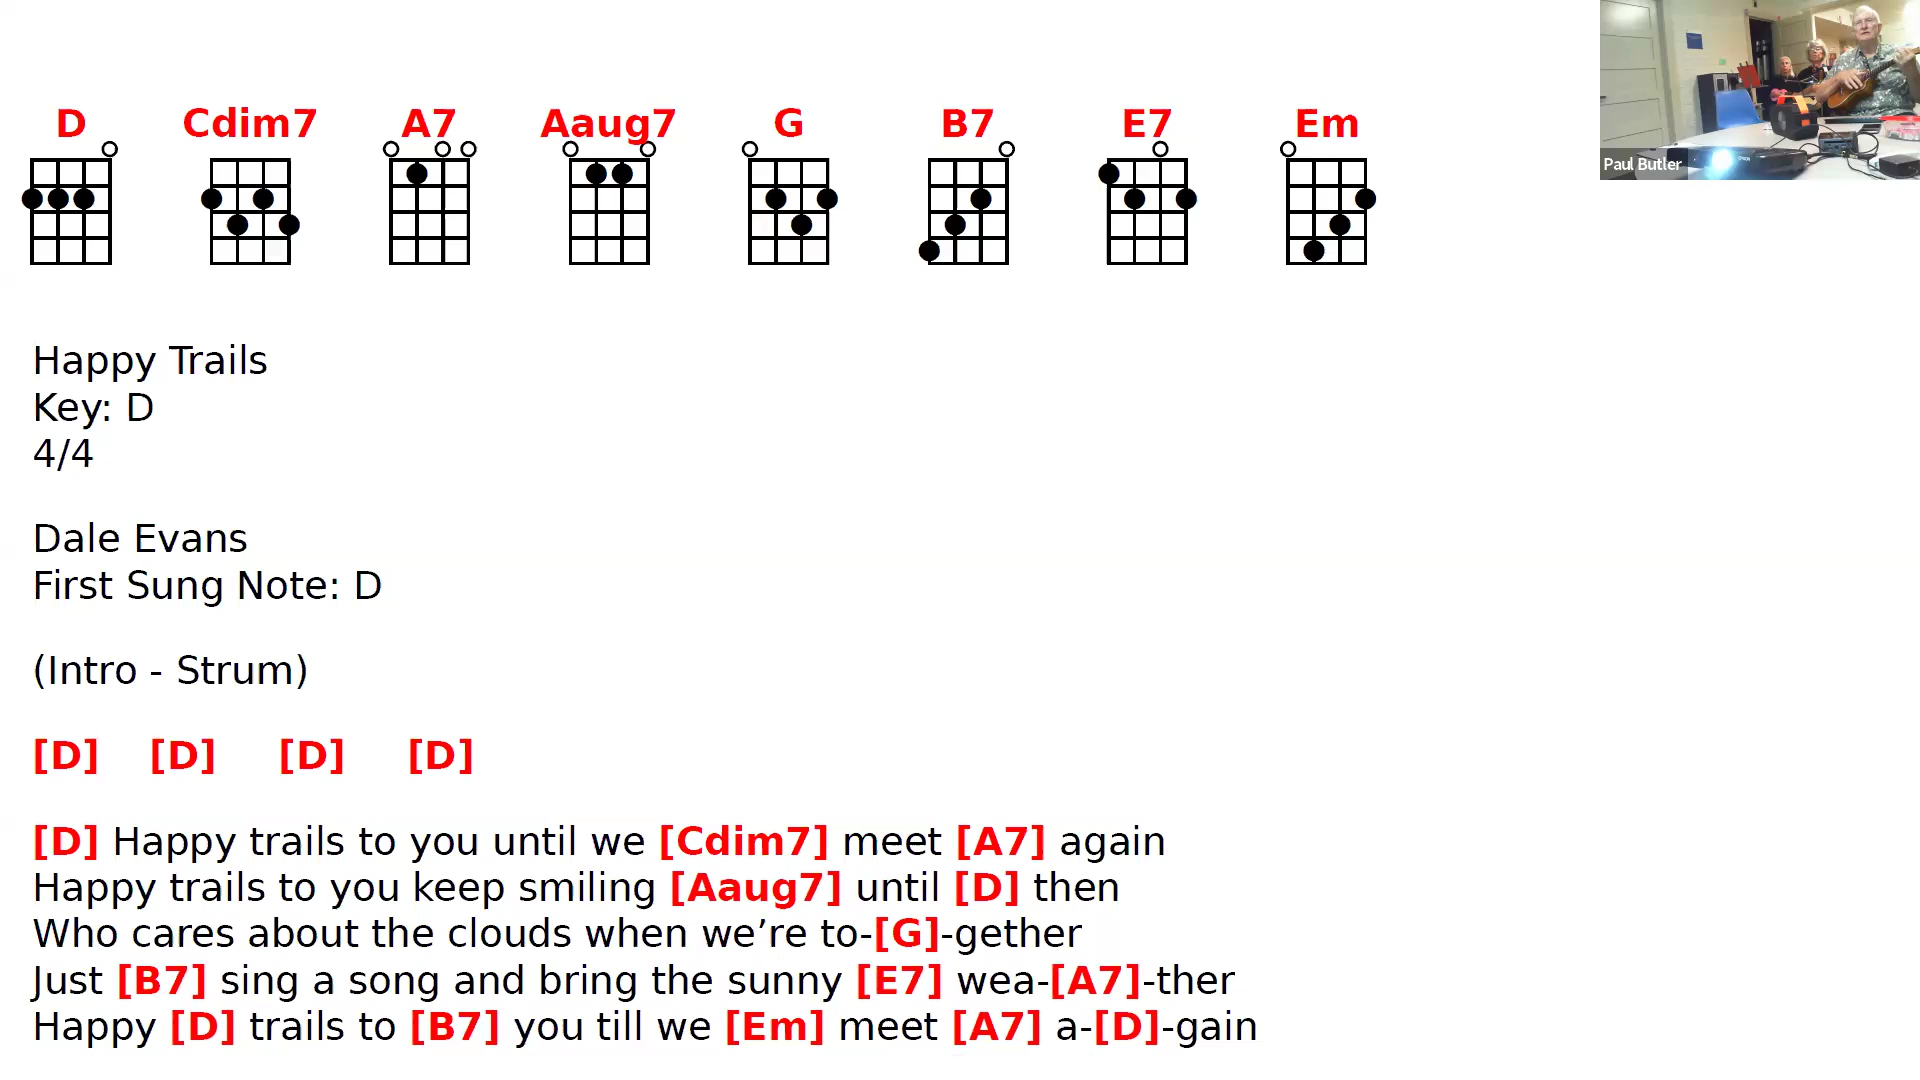 D Cdim7 A7 Aaug7 G B7 E7 Em
Paul Butler
Happy Trails
Key: D
4/4
Dale Evans
First Sung Note: D
(Intro - Strum)
[D] [D] [D] [D]
[D] Happy trails to you until we [Cdim7] meet [A7] again
Happy trails to you keep smiling [Aaug7] until [D] then
Who cares about the clouds when we’re to-[G]-gether
Just [B7] sing a song and bring the sunny [E7] wea-[A7]-ther
Happy [D] trails to [B7] you till we [Em] meet [A7] a-[D]-gain